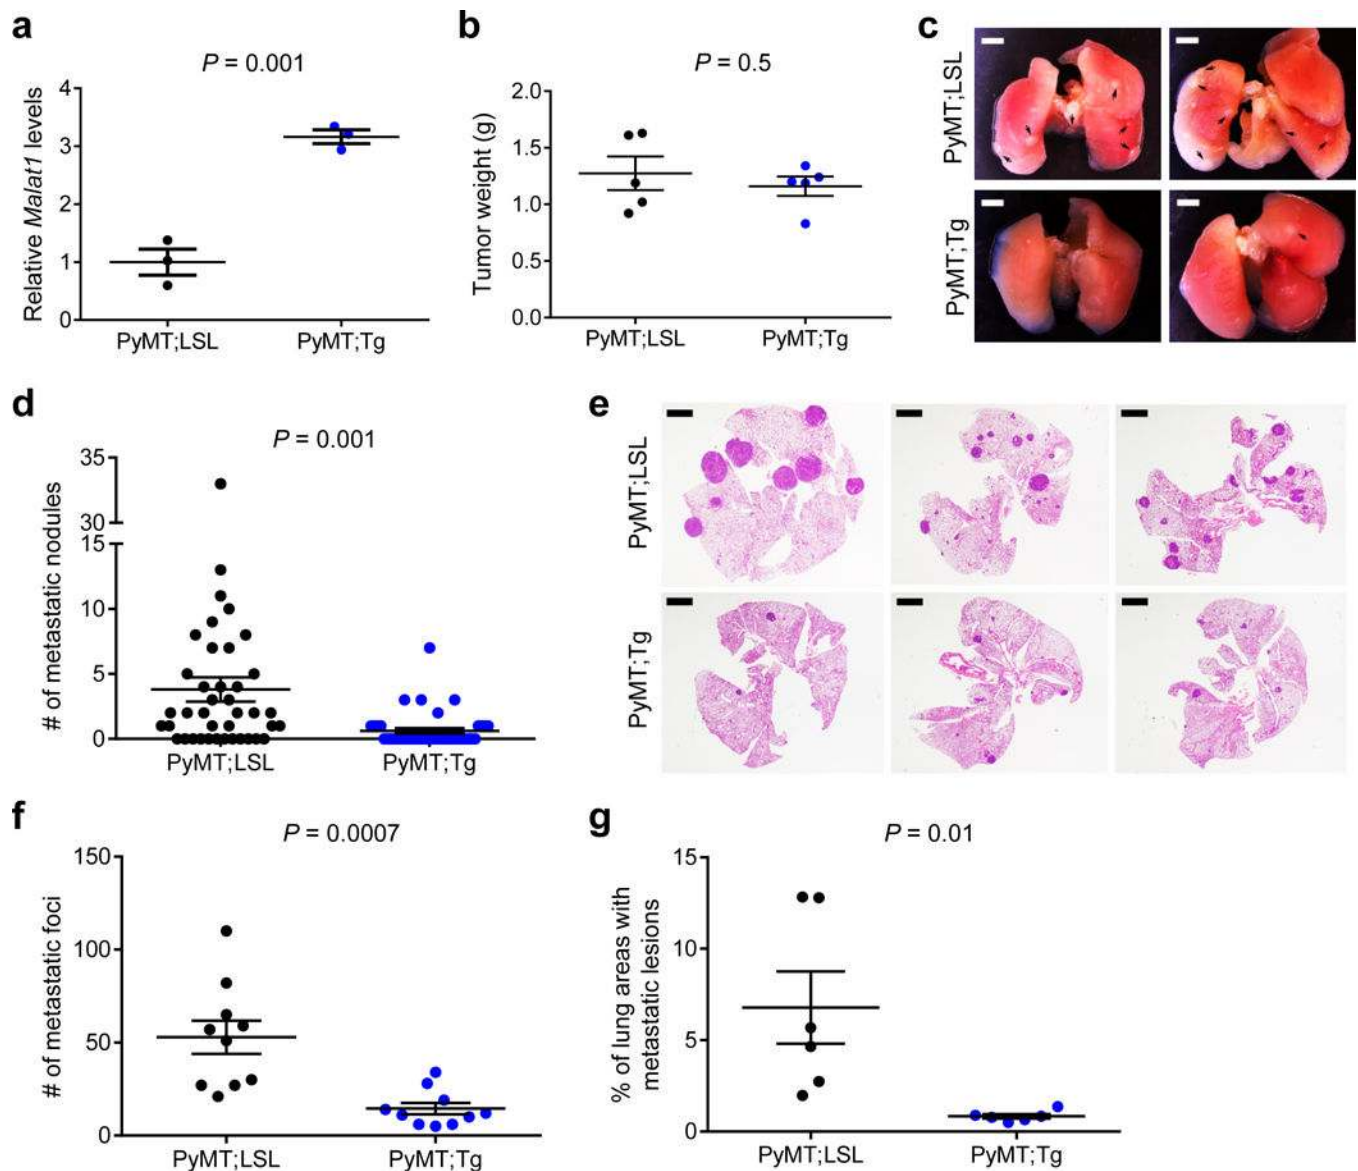 a
P = 0.001
Relative Malat1 levels
4
3
2
1
0
PyMT;LSL
PyMT;Tg
b
P = 0.5
Tumor weight (g)
2.0
1.5
1.0
0.5
0.0
PyMT;LSL
PyMT;Tg
c
PyMT;LSL
PyMT;Tg
d
P = 0.001
# of metastatic nodules
35
30
15
10
5
0
PyMT;LSL
PyMT;Tg
e
PyMT;LSL
PyMT;Tg
f
P = 0.0007
# of metastatic foci
150
100
50
0
PyMT;LSL
PyMT;Tg
g
P = 0.01
% of lung areas with
metastatic lesions
15
10
5
0
PyMT;LSL
PyMT;Tg